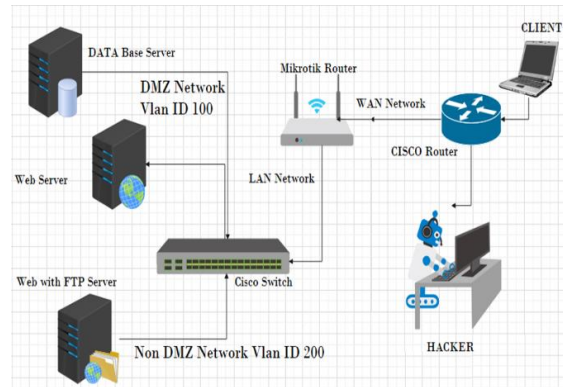 CLIENT
DATA Base Server
Mikrotik Router
DMZ Network
Vlan ID 100
WAN Network
CISCO Router
Web Server
LAN Network
Web with FTP Server
Cisco Switch
Non DMZ Network Vlan ID 200
HACKER